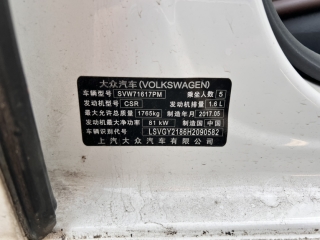 大众汽车(VOLKSWAGEN)
车辆型号 SVW71617PM 乘坐人数 5
发动机型号 CSR 发动机排量 1.6 L
最大允许总质量 1765kg 制造年月 2017.05
发动机最大净功率 81 kW 制造国 中国
车辆识别代号 LSVGY2186H2090582
上汽大众汽车有限公司